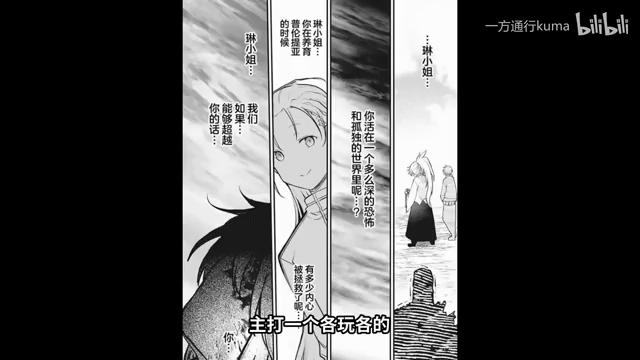 一方通行kuma
bilibili
…琳小姐…
你活在一个多么深的恐怖
和孤独的世界里呢…?
琳小姐
你在养育
普伦提亚
的时候
有多少内心
被拯救了呢…
琳小姐…
我们
如果…
能够超越
你的话…
你…
主打一个各玩各的